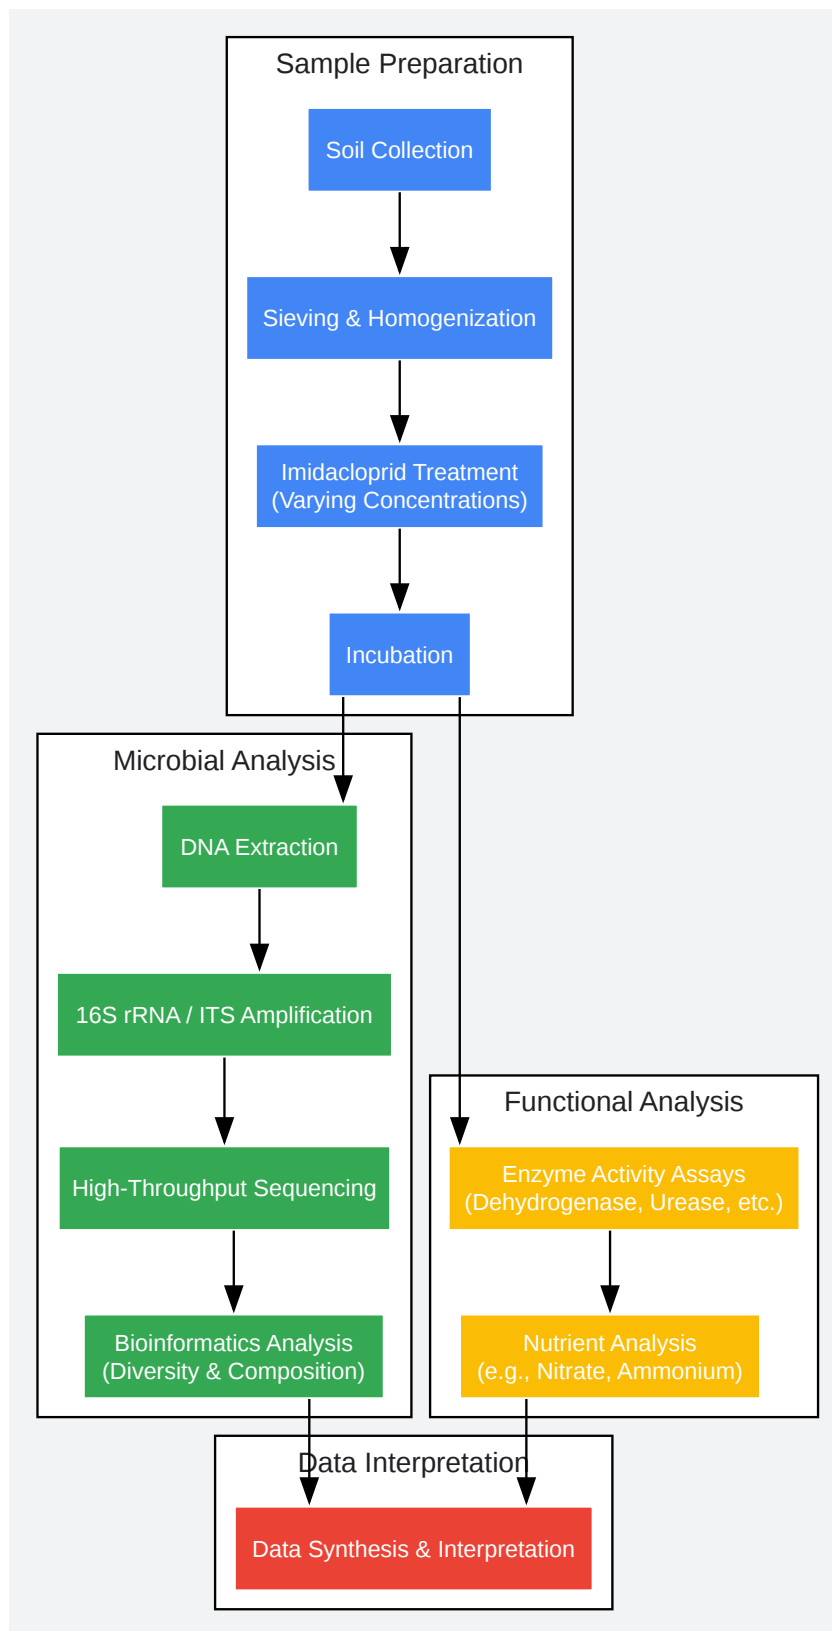 Sample Preparation
Soil Collection
Sieving & Homogenization
Imidacloprid Treatment
(Varying Concentrations)
Incubation
Microbial Analysis
DNA Extraction
16S rRNA / ITS Amplification
High-Throughput Sequencing
Bioinformatics Analysis
(Diversity & Composition)
Functional Analysis
Enzyme Activity Assays
(Dehydrogenase, Urease, etc.)
Nutrient Analysis
(e.g., Nitrate, Ammonium)
Data Interpretation
Data Synthesis & Interpretation